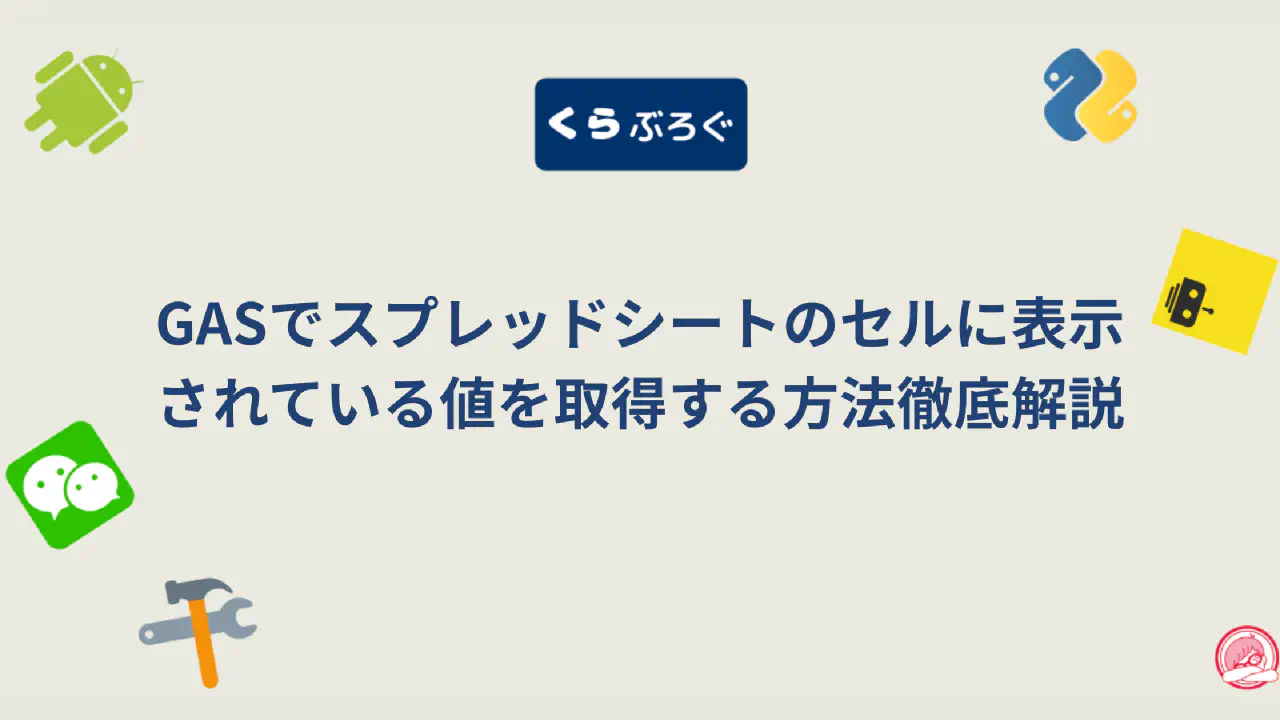 くらぶろぐ
GASでスプレッドシートのセルに表示
されている値を取得する方法徹底解説